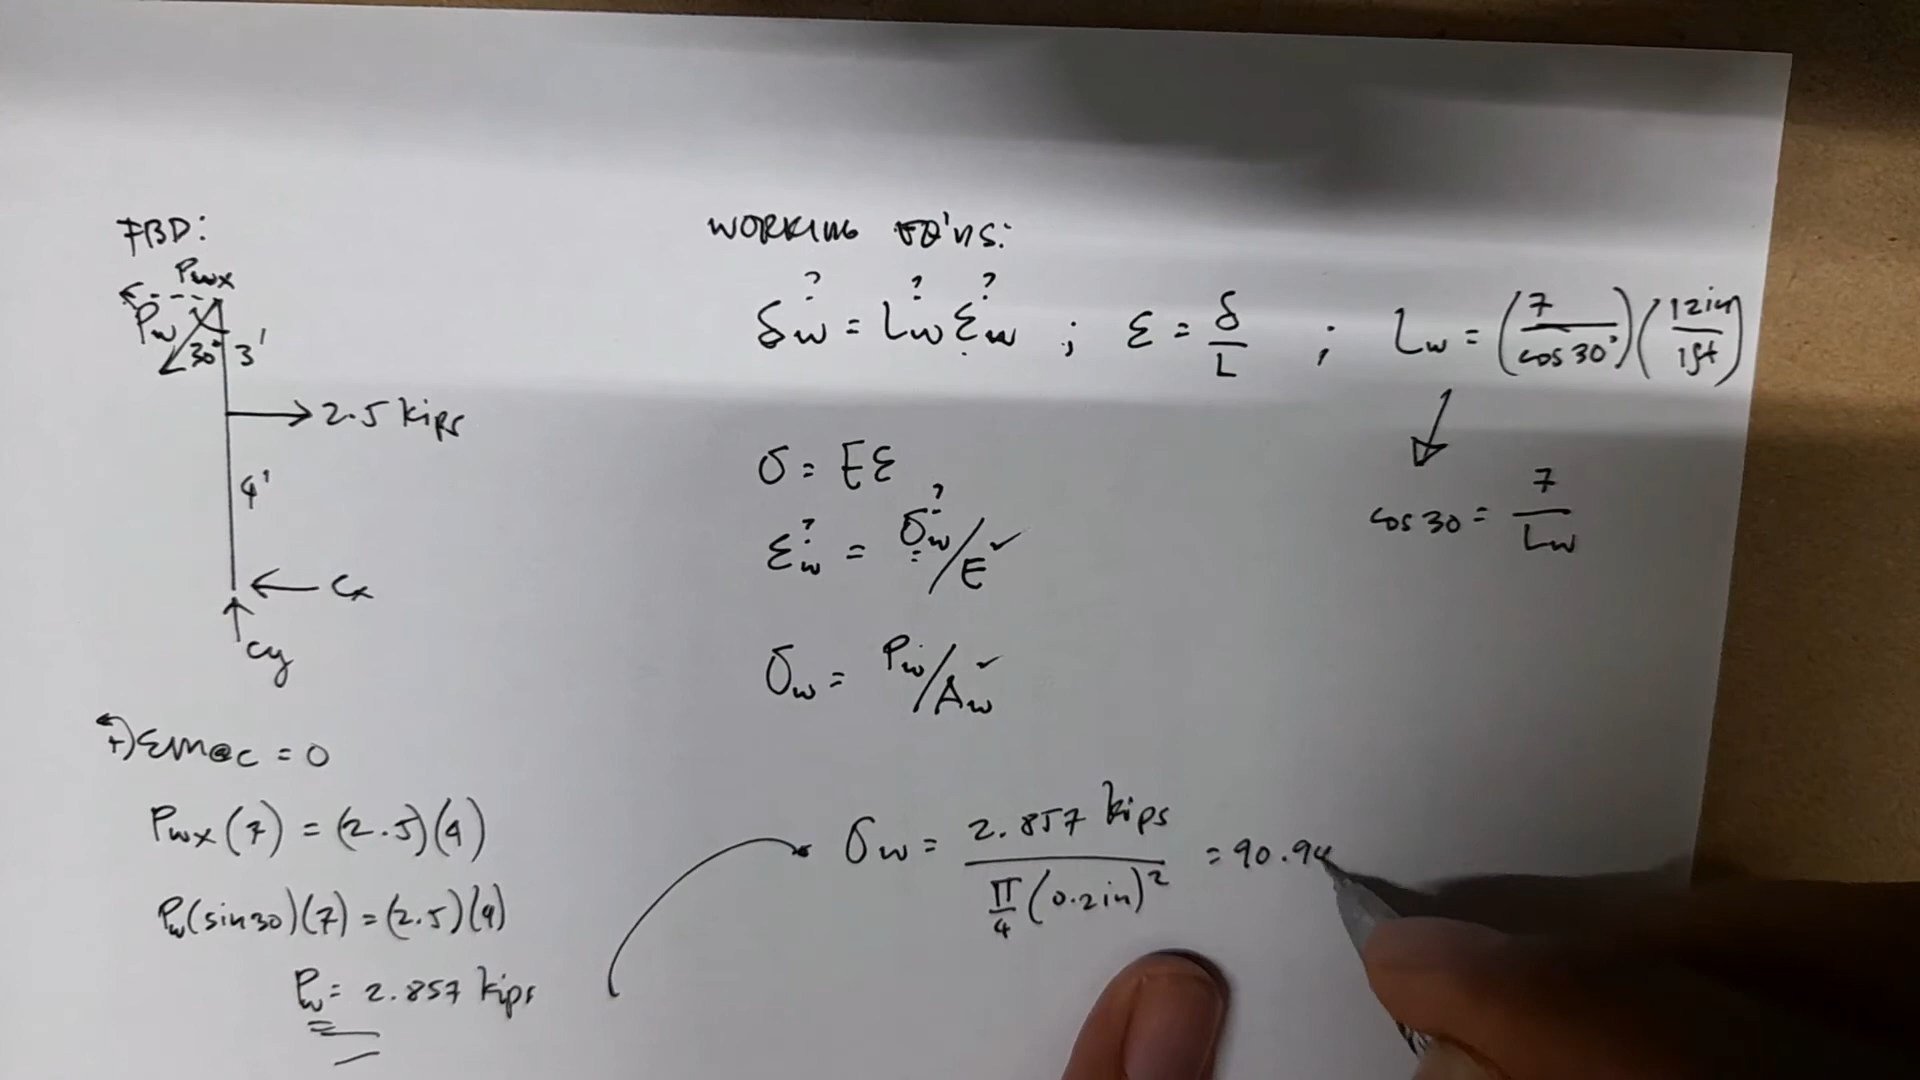 FBD:
Pwx
Pw
30°
3'
2.5 kips
4'
Cx
Cy
+) ΣM@C = 0
Pwx (7) = (2.5)(4)
Pw(sin30)(7) = (2.5)(4)
Pw = 2.857 kips
WORKING EQ'NS:
? ? ?
δw = Lw εw ; ε = δ/L ; Lw = (7/cos30°)(12in/1ft)
cos 30 = 7/Lw
σ = Eε
? ?
εw = σw/E ✓
σw = Pw/Aw ✓
σw = 2.857 kips / π/4 (0.2in)² = 90.94